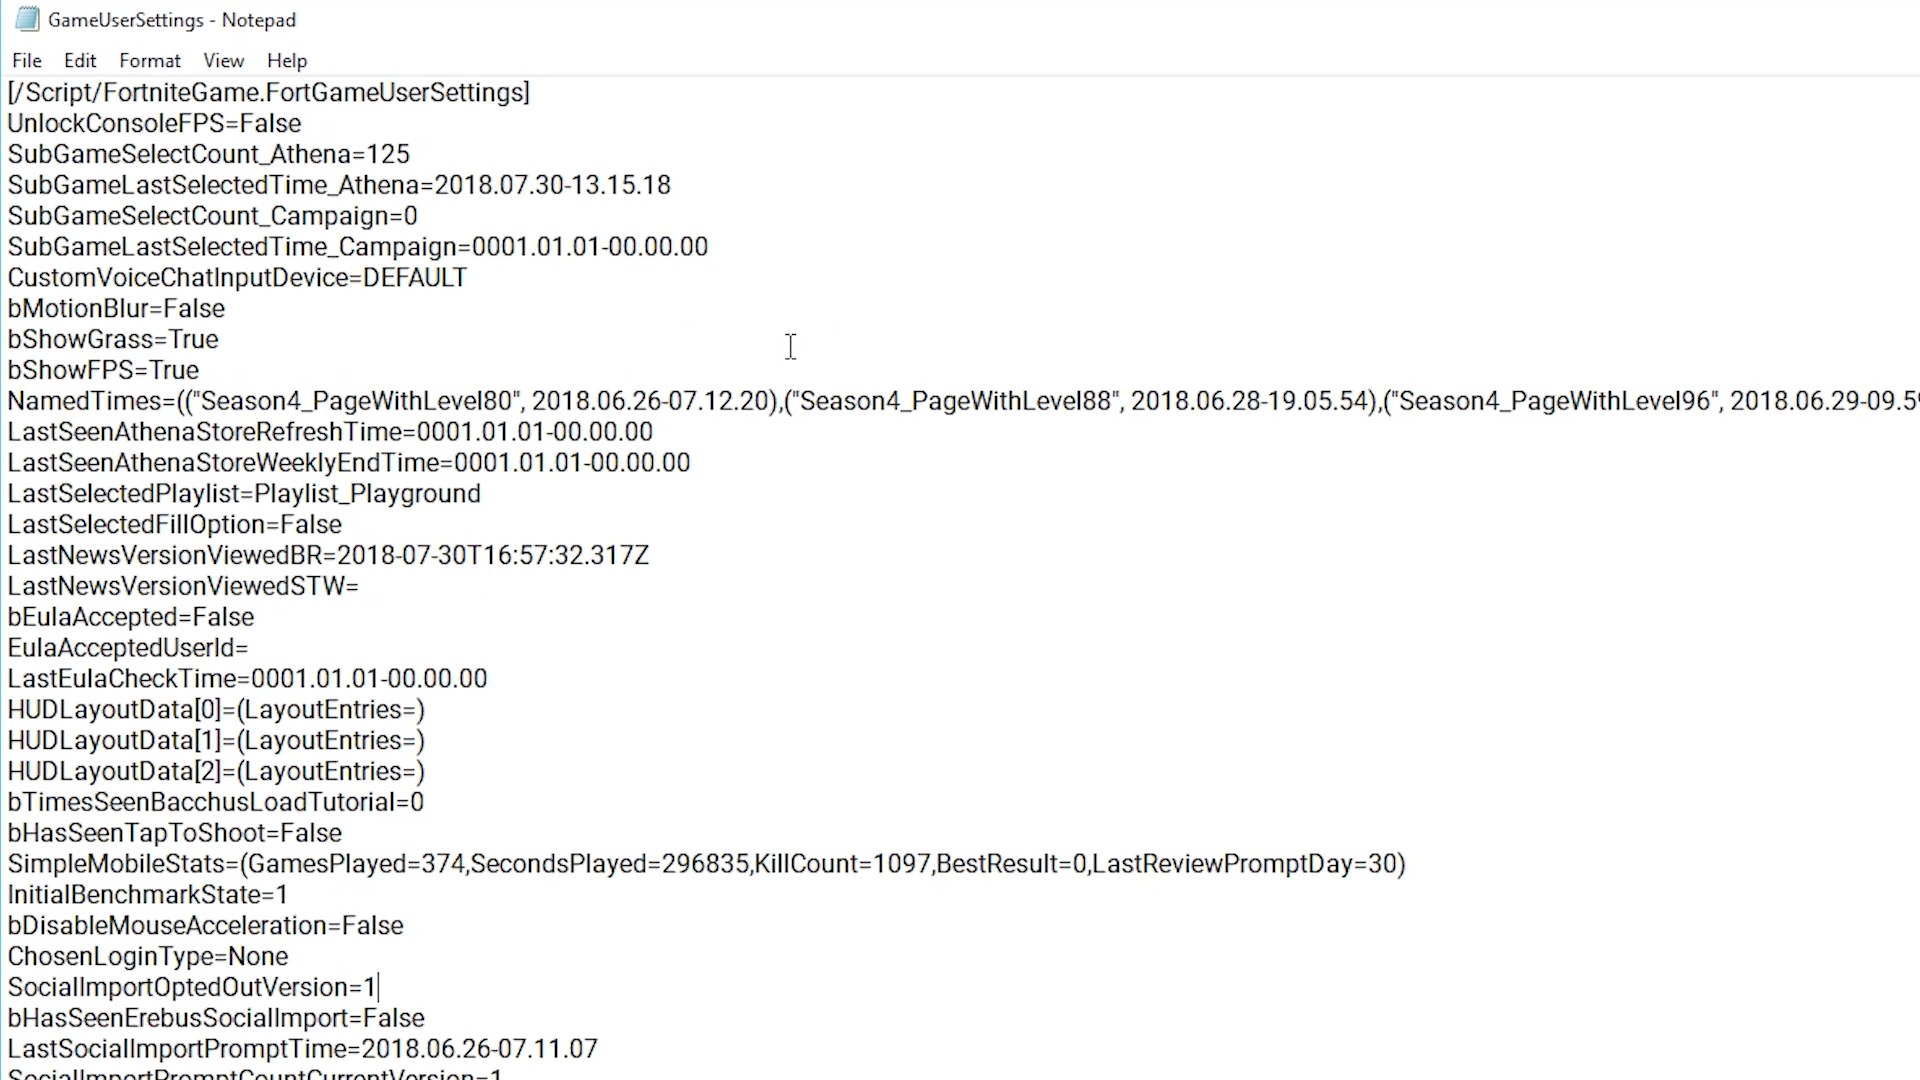 GameUserSettings - Notepad
File Edit Format View Help
[/Script/FortniteGame.FortGameUserSettings]
UnlockConsoleFPS=False
SubGameSelectCount_Athena=125
SubGameLastSelectedTime_Athena=2018.07.30-13.15.18
SubGameSelectCount_Campaign=0
SubGameLastSelectedTime_Campaign=0001.01.01-00.00.00
CustomVoiceChatInputDevice=DEFAULT
bMotionBlur=False
bShowGrass=True
bShowFPS=True
NamedTimes=(("Season4_PageWithLevel80", 2018.06.26-07.12.20),("Season4_PageWithLevel88", 2018.06.28-19.05.54),("Season4_PageWithLevel96", 2018.06.29-09.59
LastSeenAthenaStoreRefreshTime=0001.01.01-00.00.00
LastSeenAthenaStoreWeeklyEndTime=0001.01.01-00.00.00
LastSelectedPlaylist=Playlist_Playground
LastSelectedFillOption=False
LastNewsVersionViewedBR=2018-07-30T16:57:32.317Z
LastNewsVersionViewedSTW=
bEulaAccepted=False
EulaAcceptedUserId=
LastEulaCheckTime=0001.01.01-00.00.00
HUDLayoutData[0]=(LayoutEntries=)
HUDLayoutData[1]=(LayoutEntries=)
HUDLayoutData[2]=(LayoutEntries=)
bTimesSeenBacchusLoadTutorial=0
bHasSeenTapToShoot=False
SimpleMobileStats=(GamesPlayed=374,SecondsPlayed=296835,KillCount=1097,BestResult=0,LastReviewPromptDay=30)
InitialBenchmarkState=1
bDisableMouseAcceleration=False
ChosenLoginType=None
SocialImportOptedOutVersion=1
bHasSeenErebusSocialImport=False
LastSocialImportPromptTime=2018.06.26-07.11.07
SocialImportPromptCountCurrentVersion=1